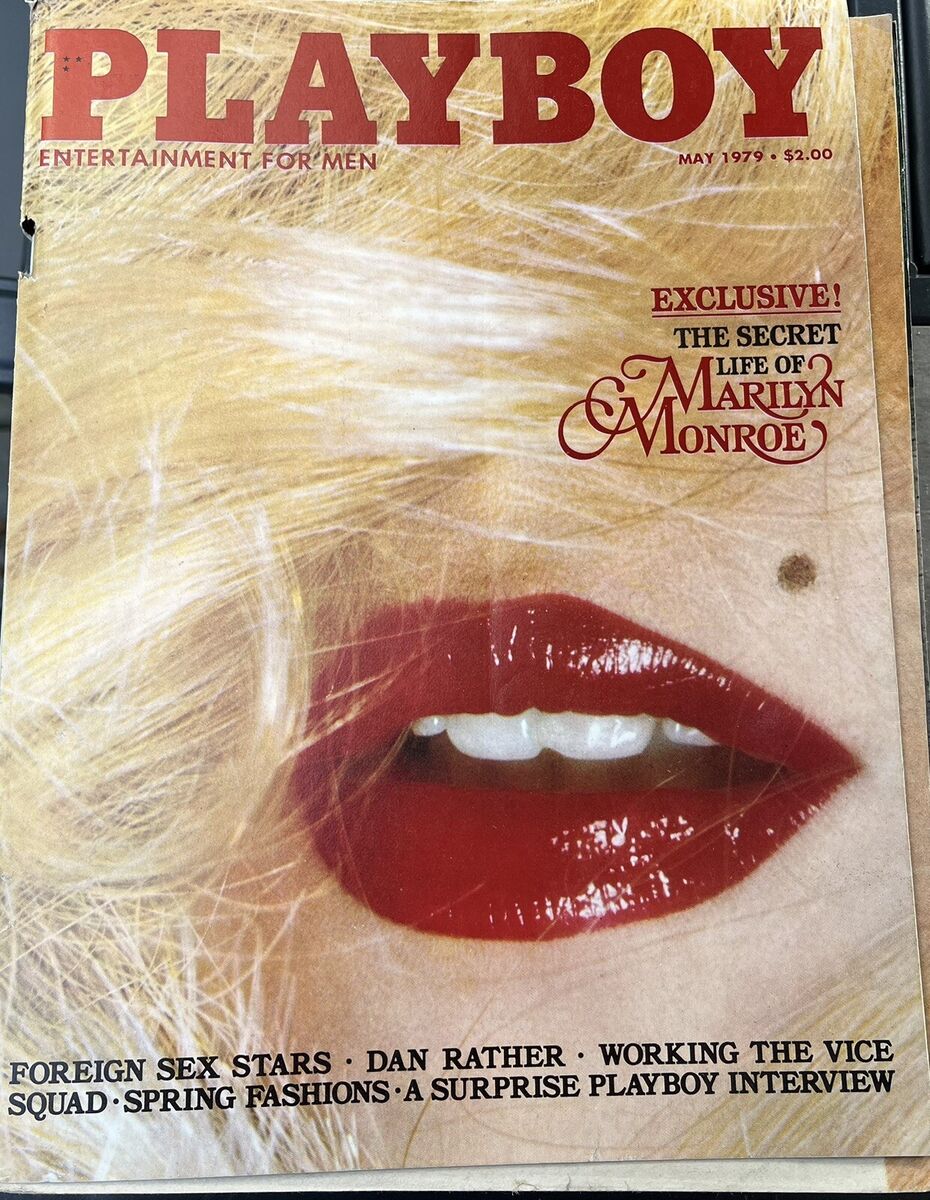 PLAYBOY
ENTERTAINMENT FOR MEN
MAY 1979 • $2.00
EXCLUSIVE!
THE SECRET
LIFE OF
MARILYN
MONROE
FOREIGN SEX STARS · DAN RATHER · WORKING THE VICE
SQUAD · SPRING FASHIONS · A SURPRISE PLAYBOY INTERVIEW